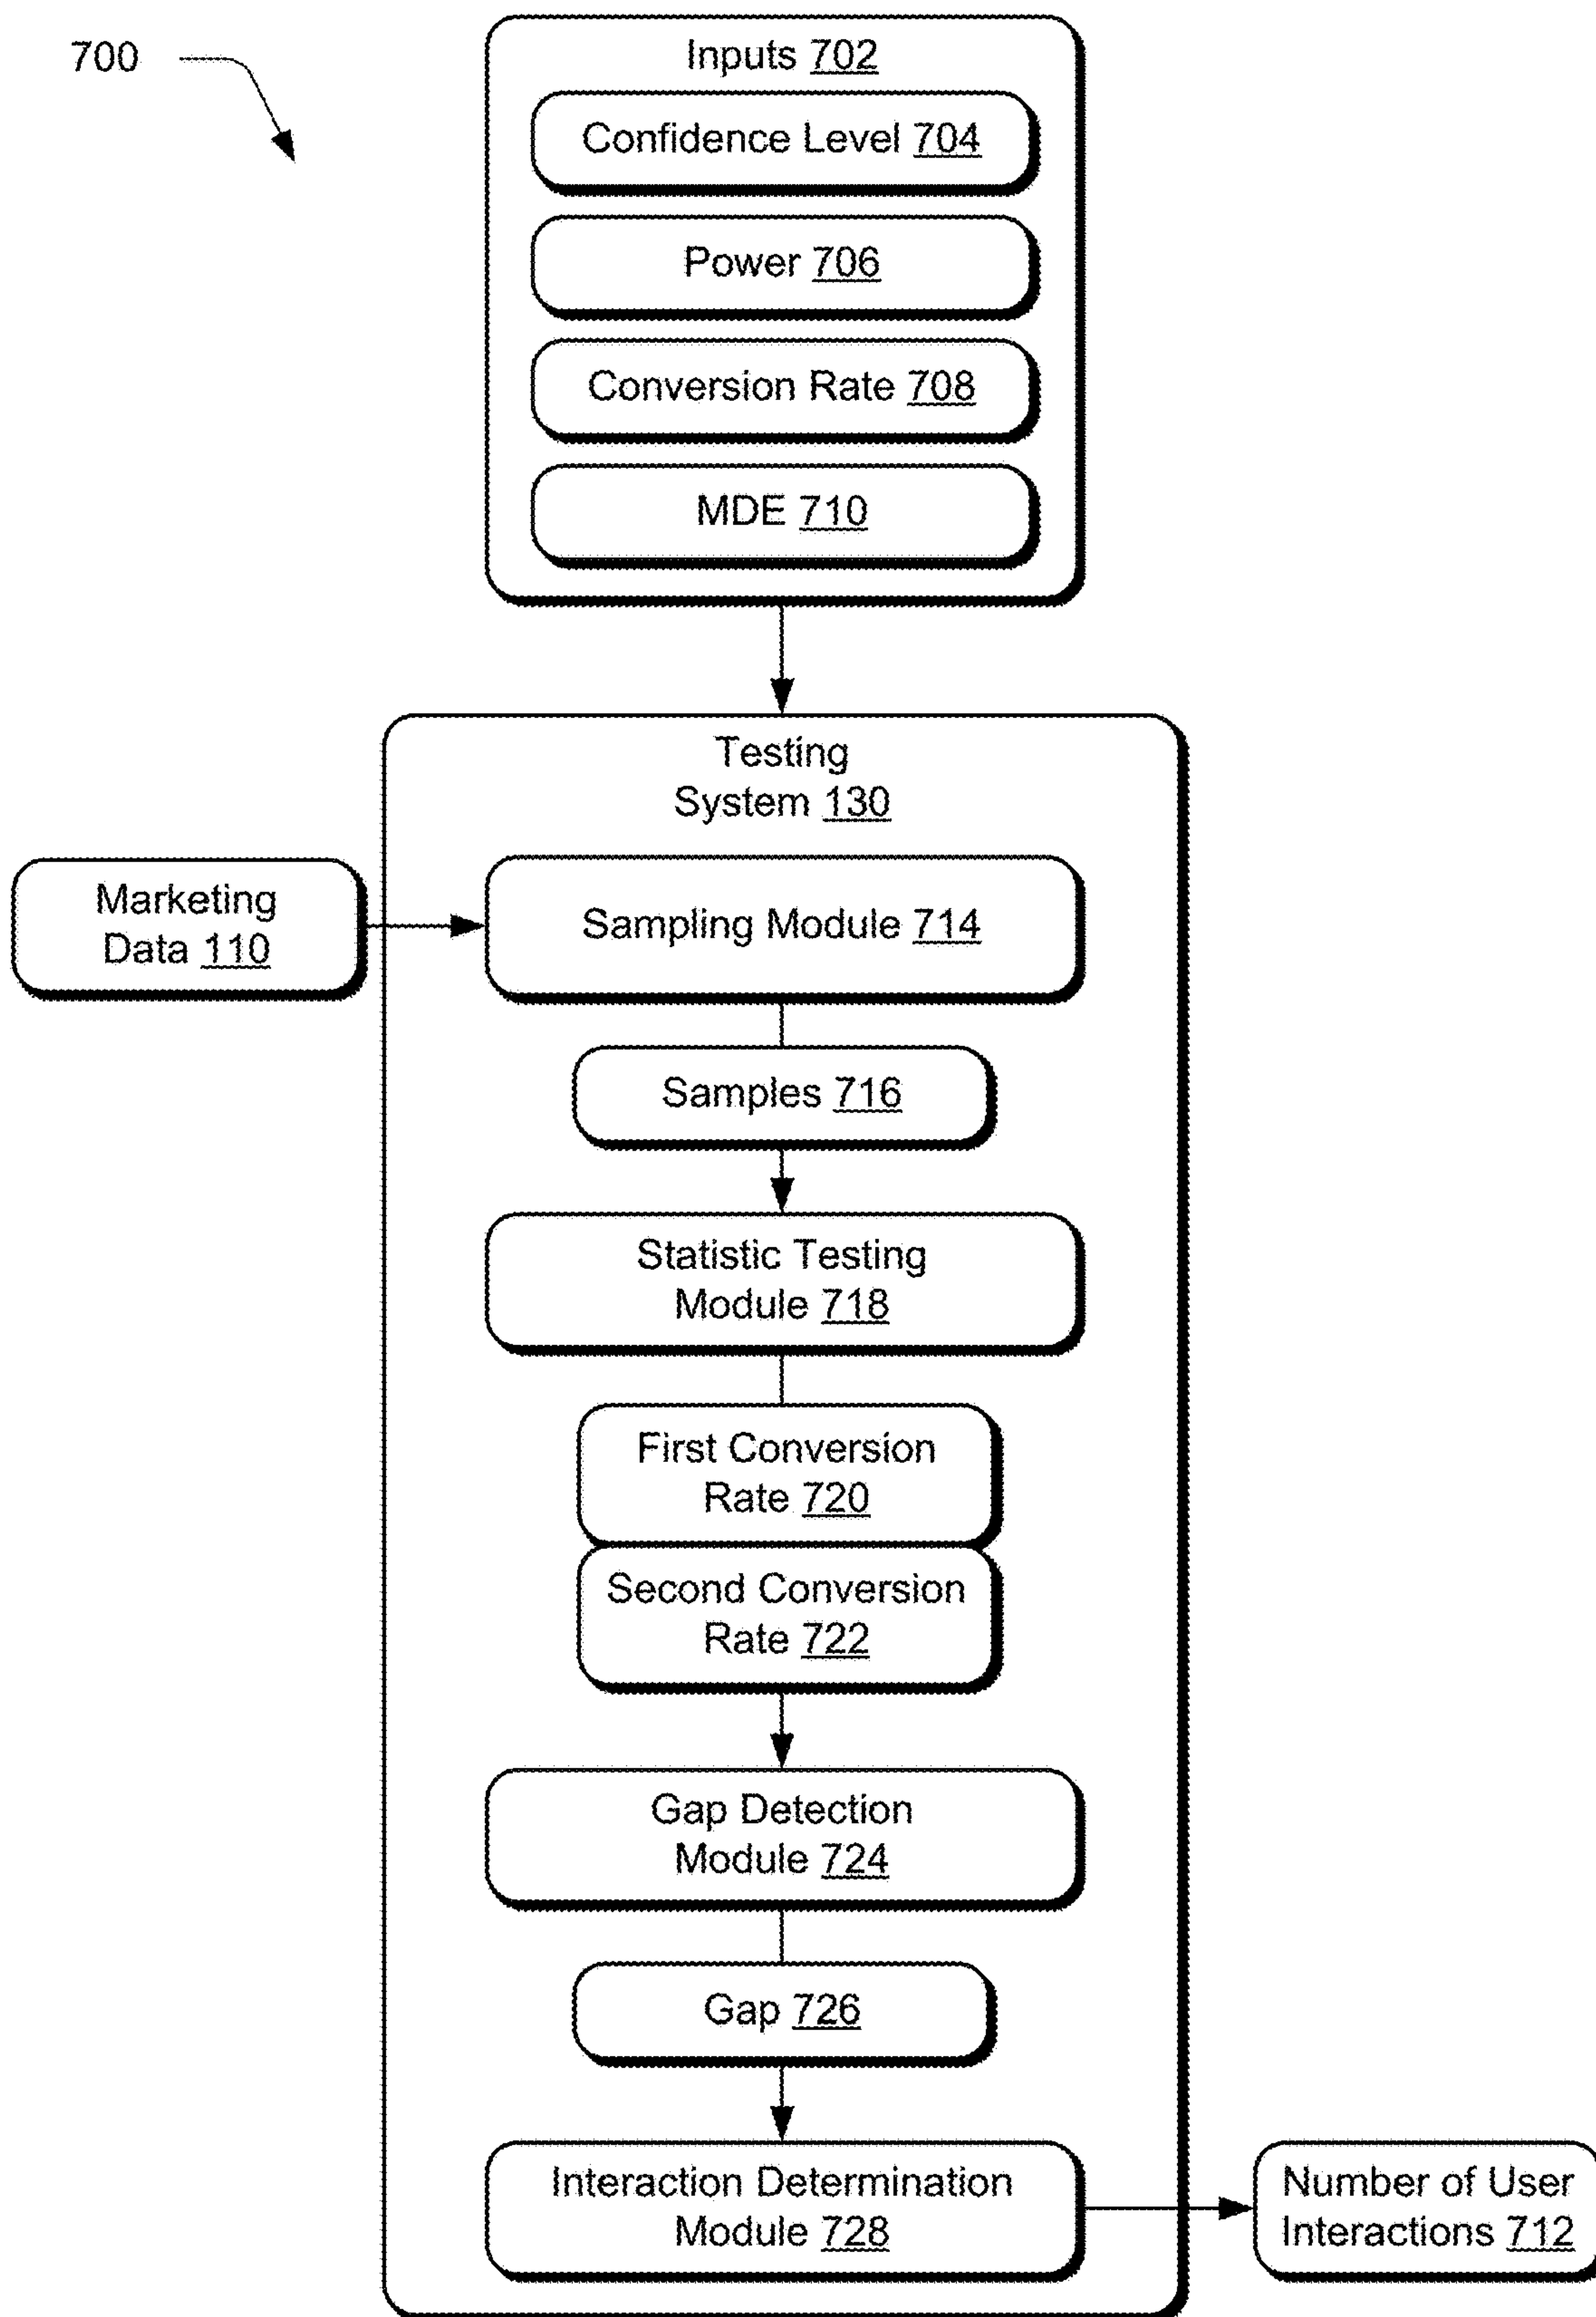 700
Inputs 702
Confidence Level 704
Power 706
Conversion Rate 708
MDE 710
Testing
System 130
Marketing
Data 110
Sampling Module 714
Samples 716
Statistic Testing
Module 718
First Conversion
Rate 720
Second Conversion
Rate 722
Gap Detection
Module 724
Gap 726
Interaction Determination
Module 728
Number of User
Interactions 712